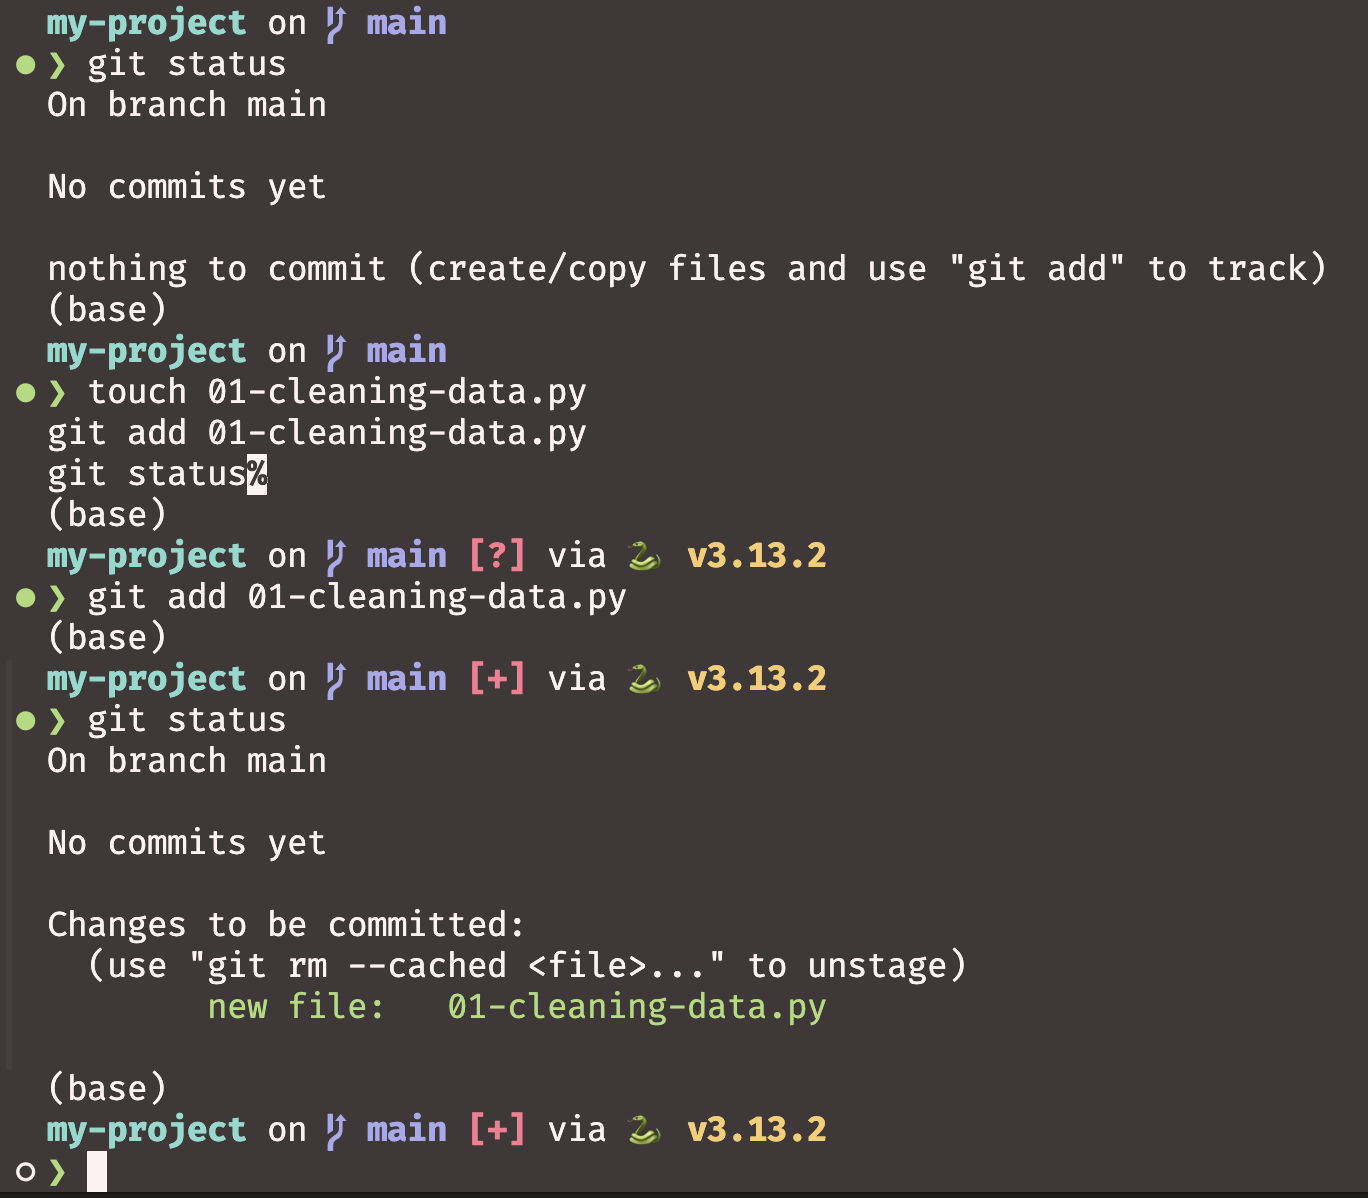 my-project on main
❯ git status
On branch main
No commits yet
nothing to commit (create/copy files and use "git add" to track)
(base)
my-project on main
❯ touch 01-cleaning-data.py
git add 01-cleaning-data.py
git status%
(base)
my-project on main [?] via 🐍 v3.13.2
❯ git add 01-cleaning-data.py
(base)
my-project on main [+] via 🐍 v3.13.2
❯ git status
On branch main
No commits yet
Changes to be committed:
(use "git rm --cached <file>..." to unstage)
new file: 01-cleaning-data.py
(base)
my-project on main [+] via 🐍 v3.13.2
❯